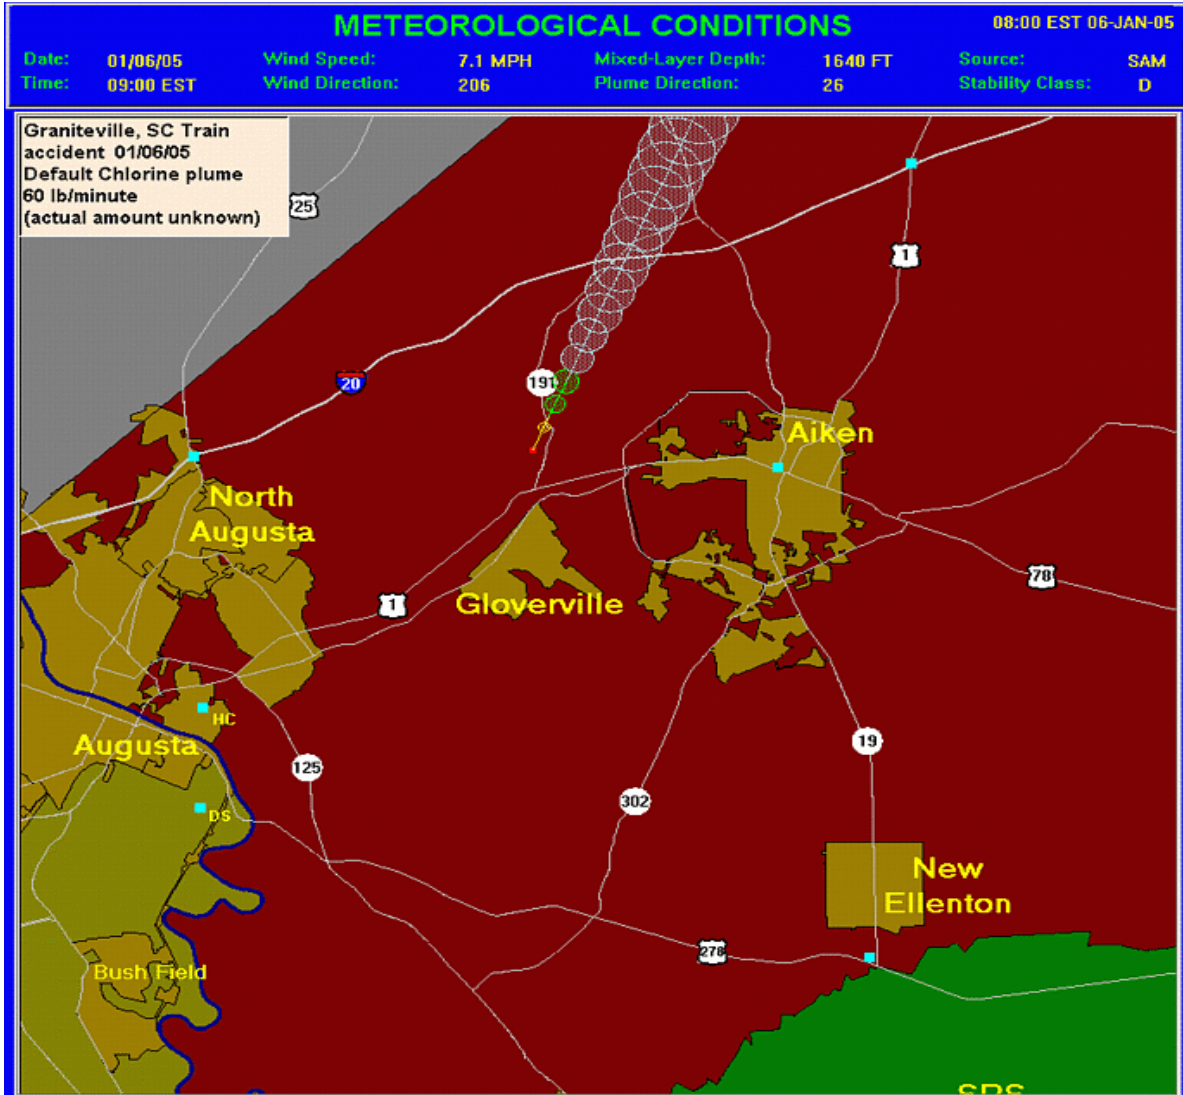 METEOROLOGICAL CONDITIONS 08:00 EST 06-JAN-05
Date: 01/06/05 Wind Speed: 7.1 MPH Mixed-Layer Depth: 1640 FT Source: SAM
Time: 09:00 EST Wind Direction: 206 Plume Direction: 26 Stability Class: D
Graniteville, SC Train
accident 01/06/05
Default Chlorine plume
60 lb/minute
(actual amount unknown)
25
1
20
191
Aiken
North
Augusta
78
1
Gloverville
HC
Augusta
19
125
302
DS
New
Ellenton
278
Bush Field
SRS